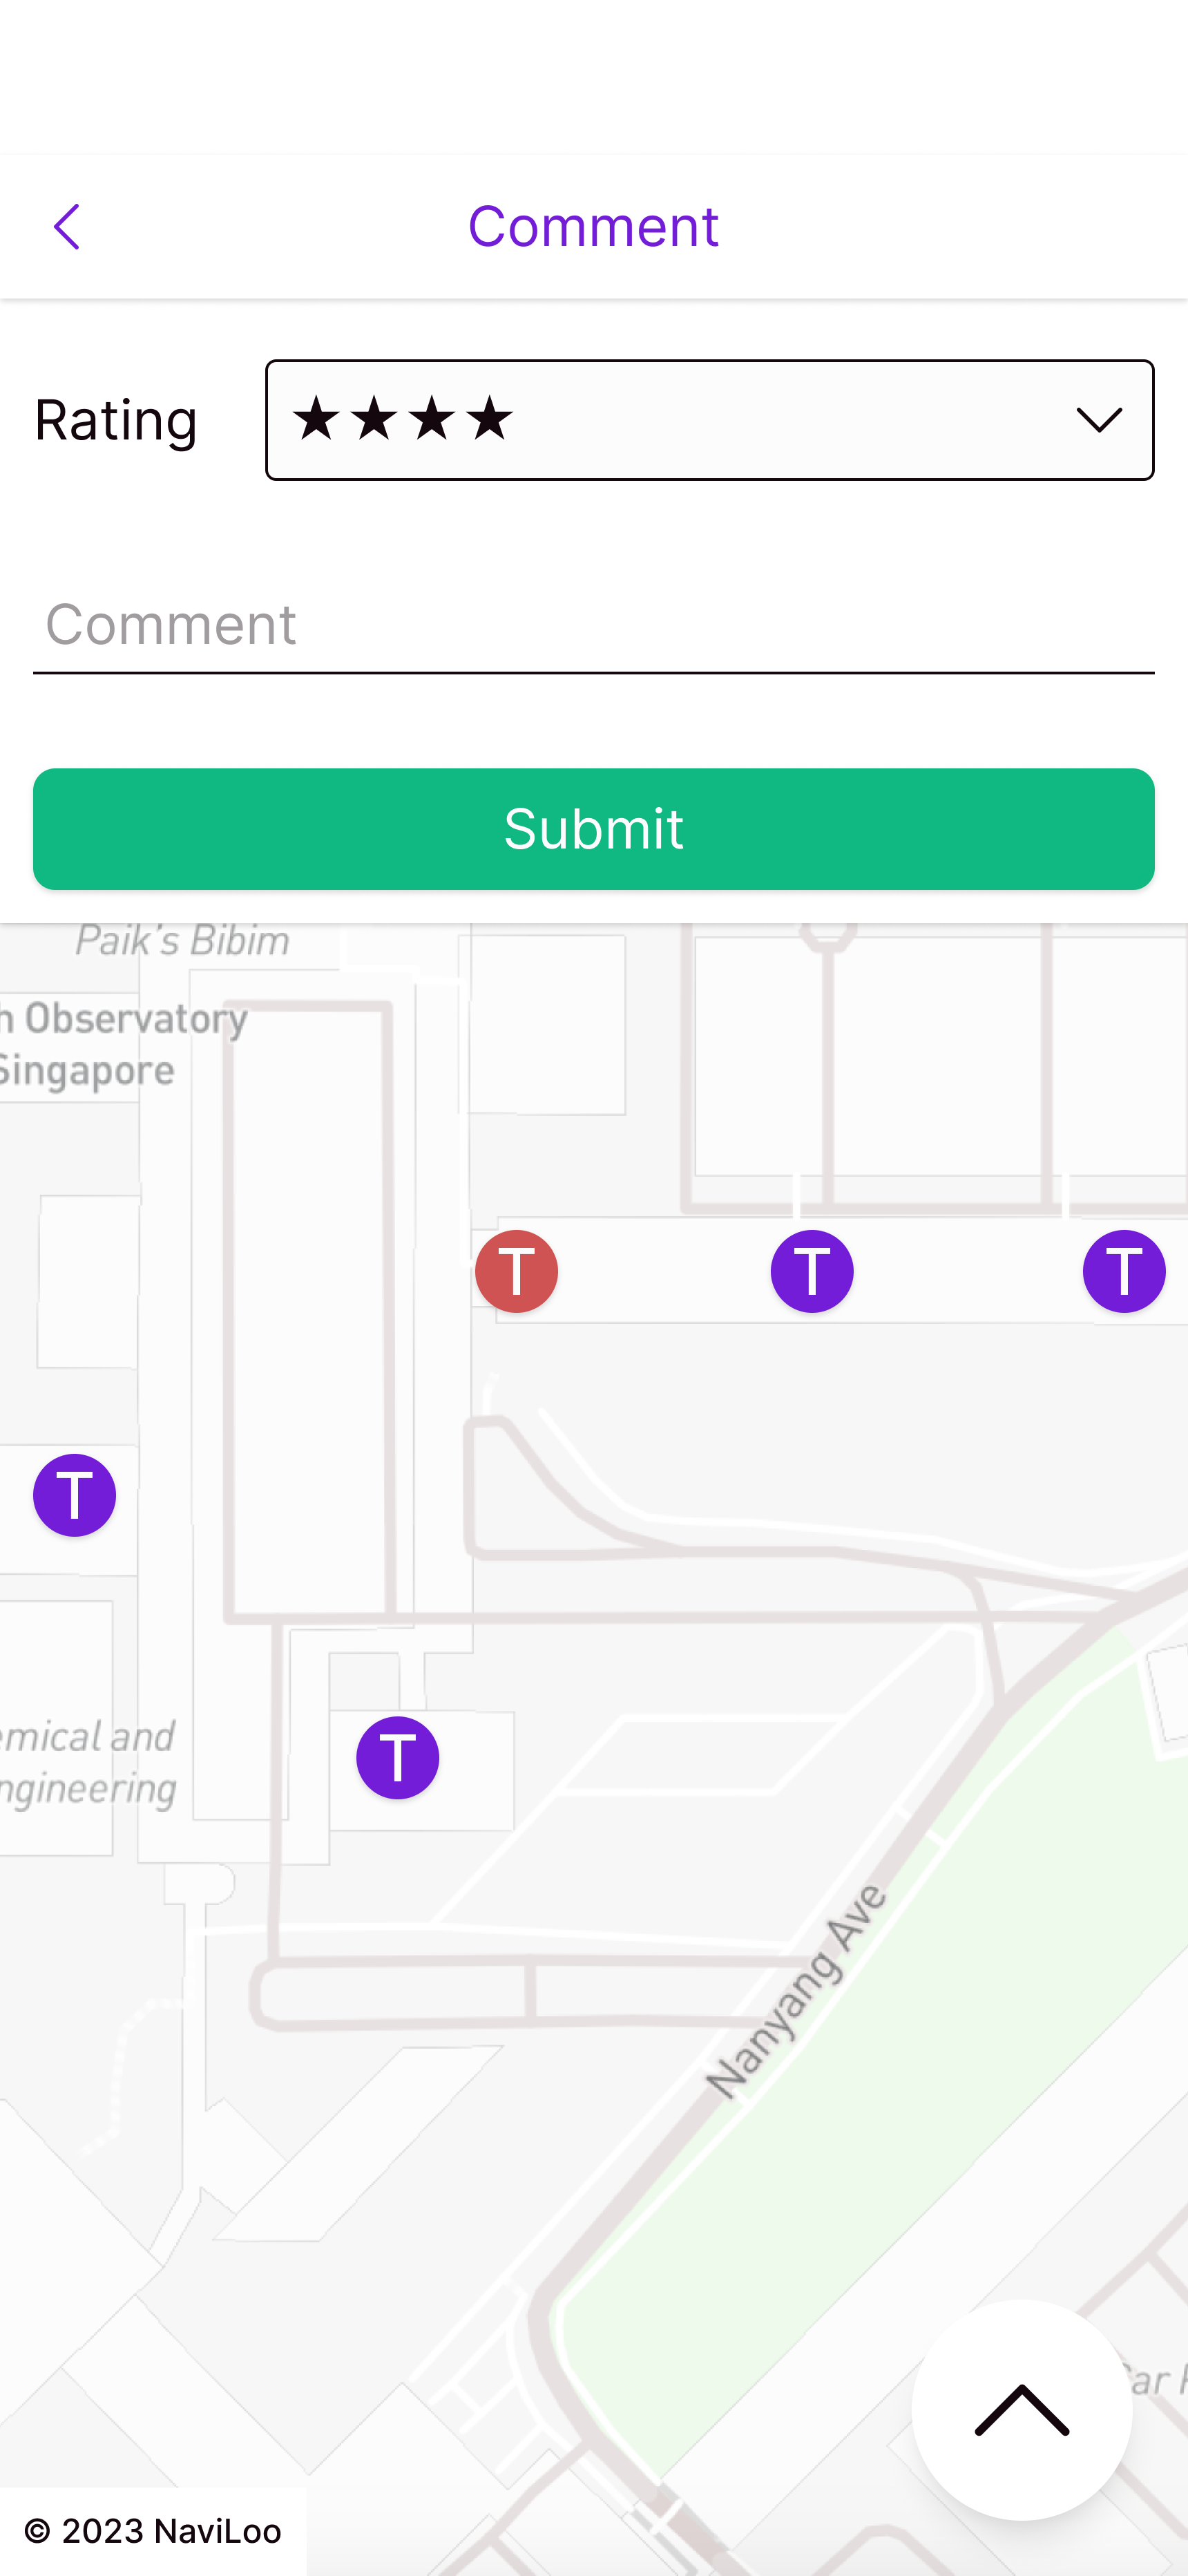 Comment
Rating ★★★★
Comment
Submit
Paik's Bibim
h Observatory
Singapore
T T T
T
emical and
T
ngineering
Nanyang Ave
Car
© 2023 NaviLoo